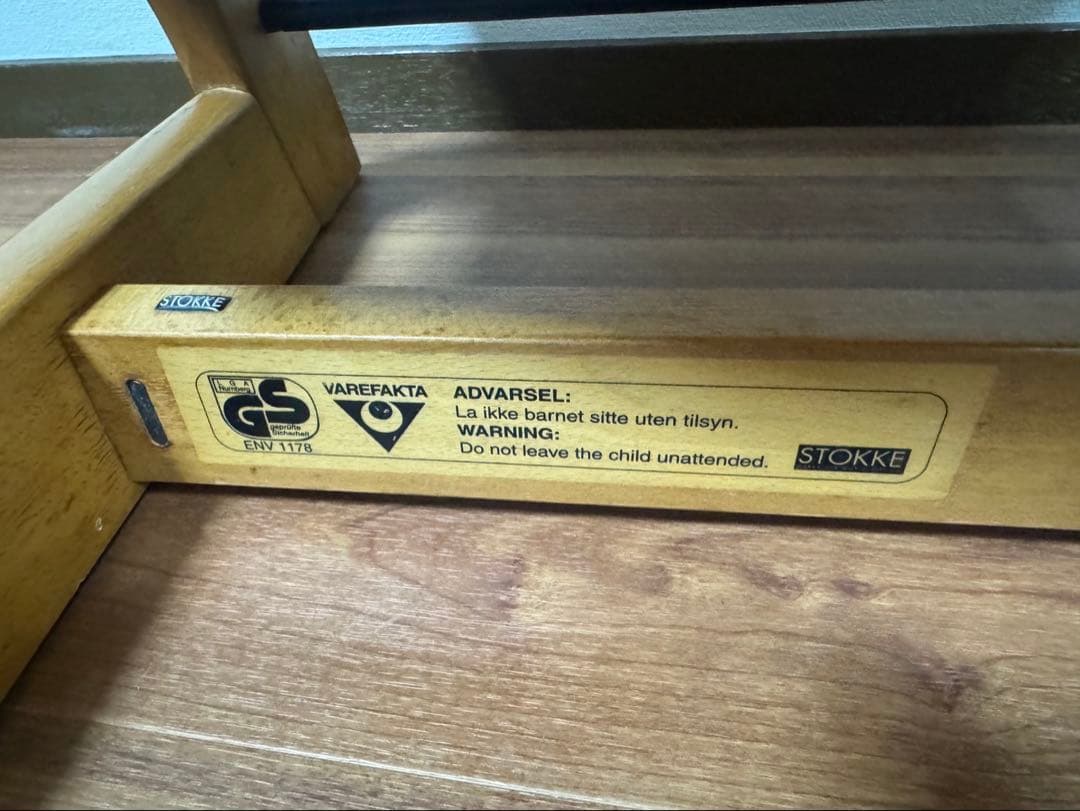 STOKKE
L G A
Nürnberg
GS
geprüfte
Sicherheit
ENV 1178
VAREFAKTA
ADVARSEL:
La ikke barnet sitte uten tilsyn.
WARNING:
Do not leave the child unattended.
STOKKE